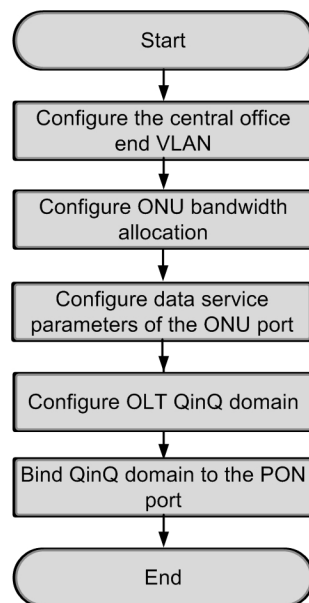 Start
Configure the central office
end VLAN
Configure ONU bandwidth
allocation
Configure data service
parameters of the ONU port
Configure OLT QinQ domain
Bind QinQ domain to the PON
port
End